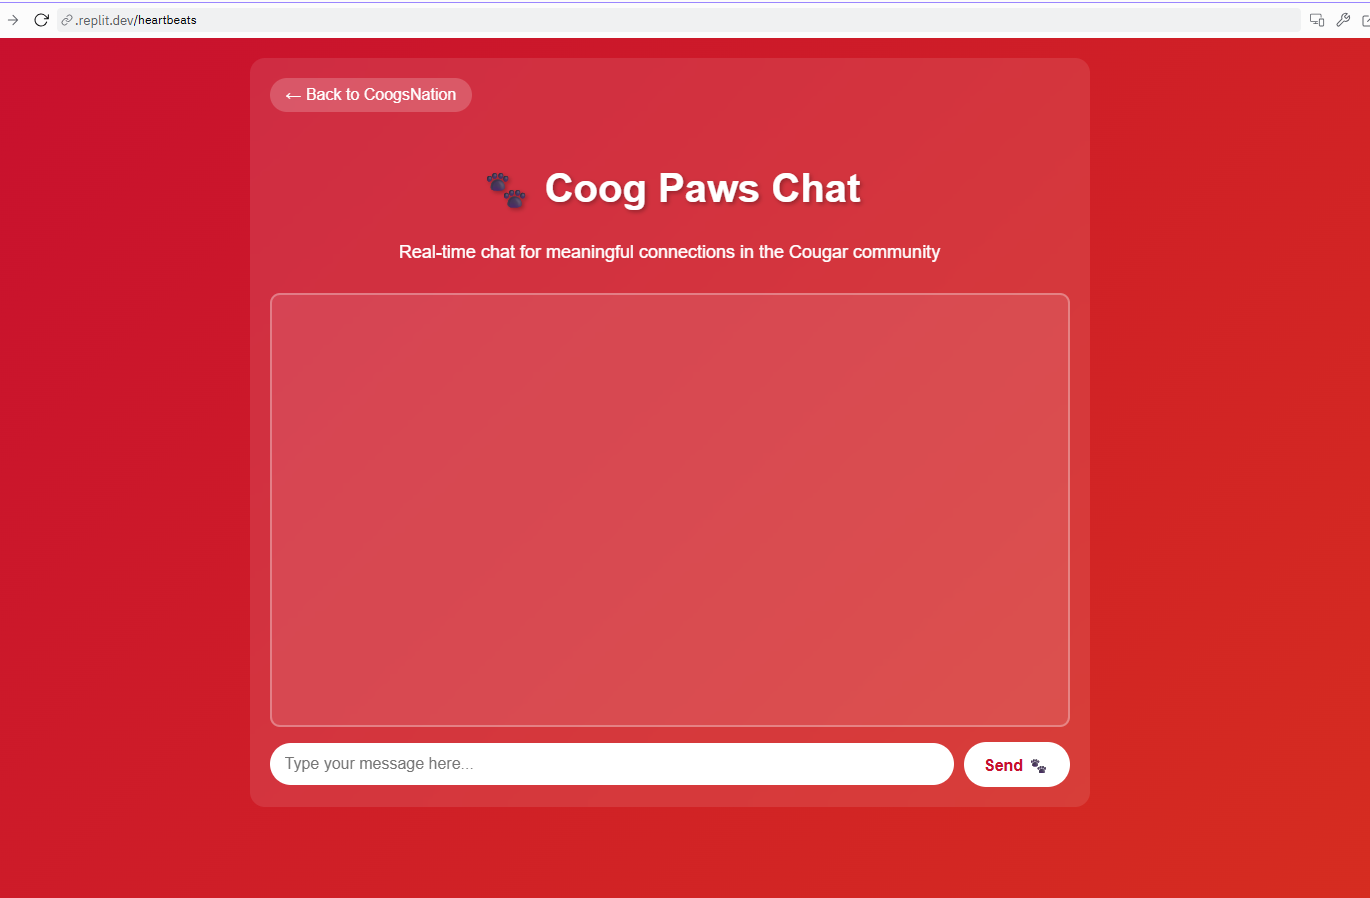 .replit.dev/heartbeats
← Back to CoogsNation
🐾 Coog Paws Chat
Real-time chat for meaningful connections in the Cougar community
Type your message here...
Send 🐾